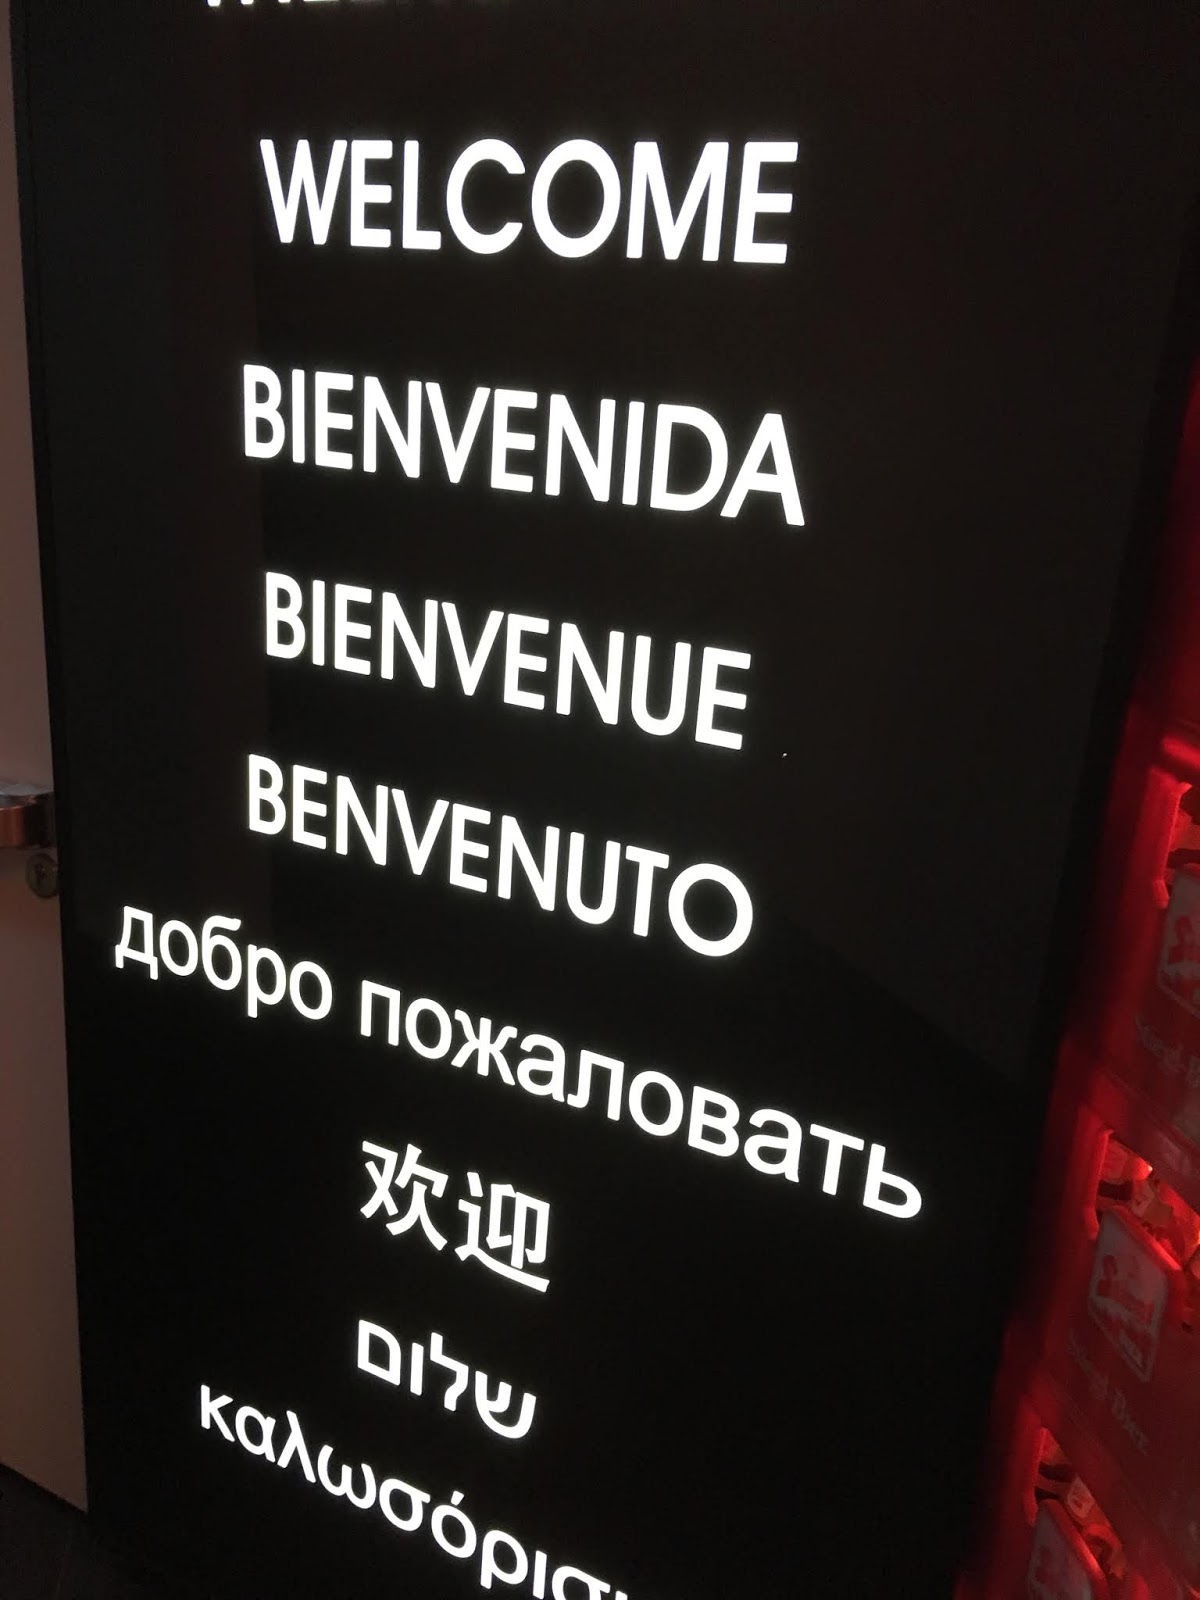 WELCOME
BIENVENIDA
BIENVENUE
BENVENUTO
добро пожаловать
欢迎
שלום